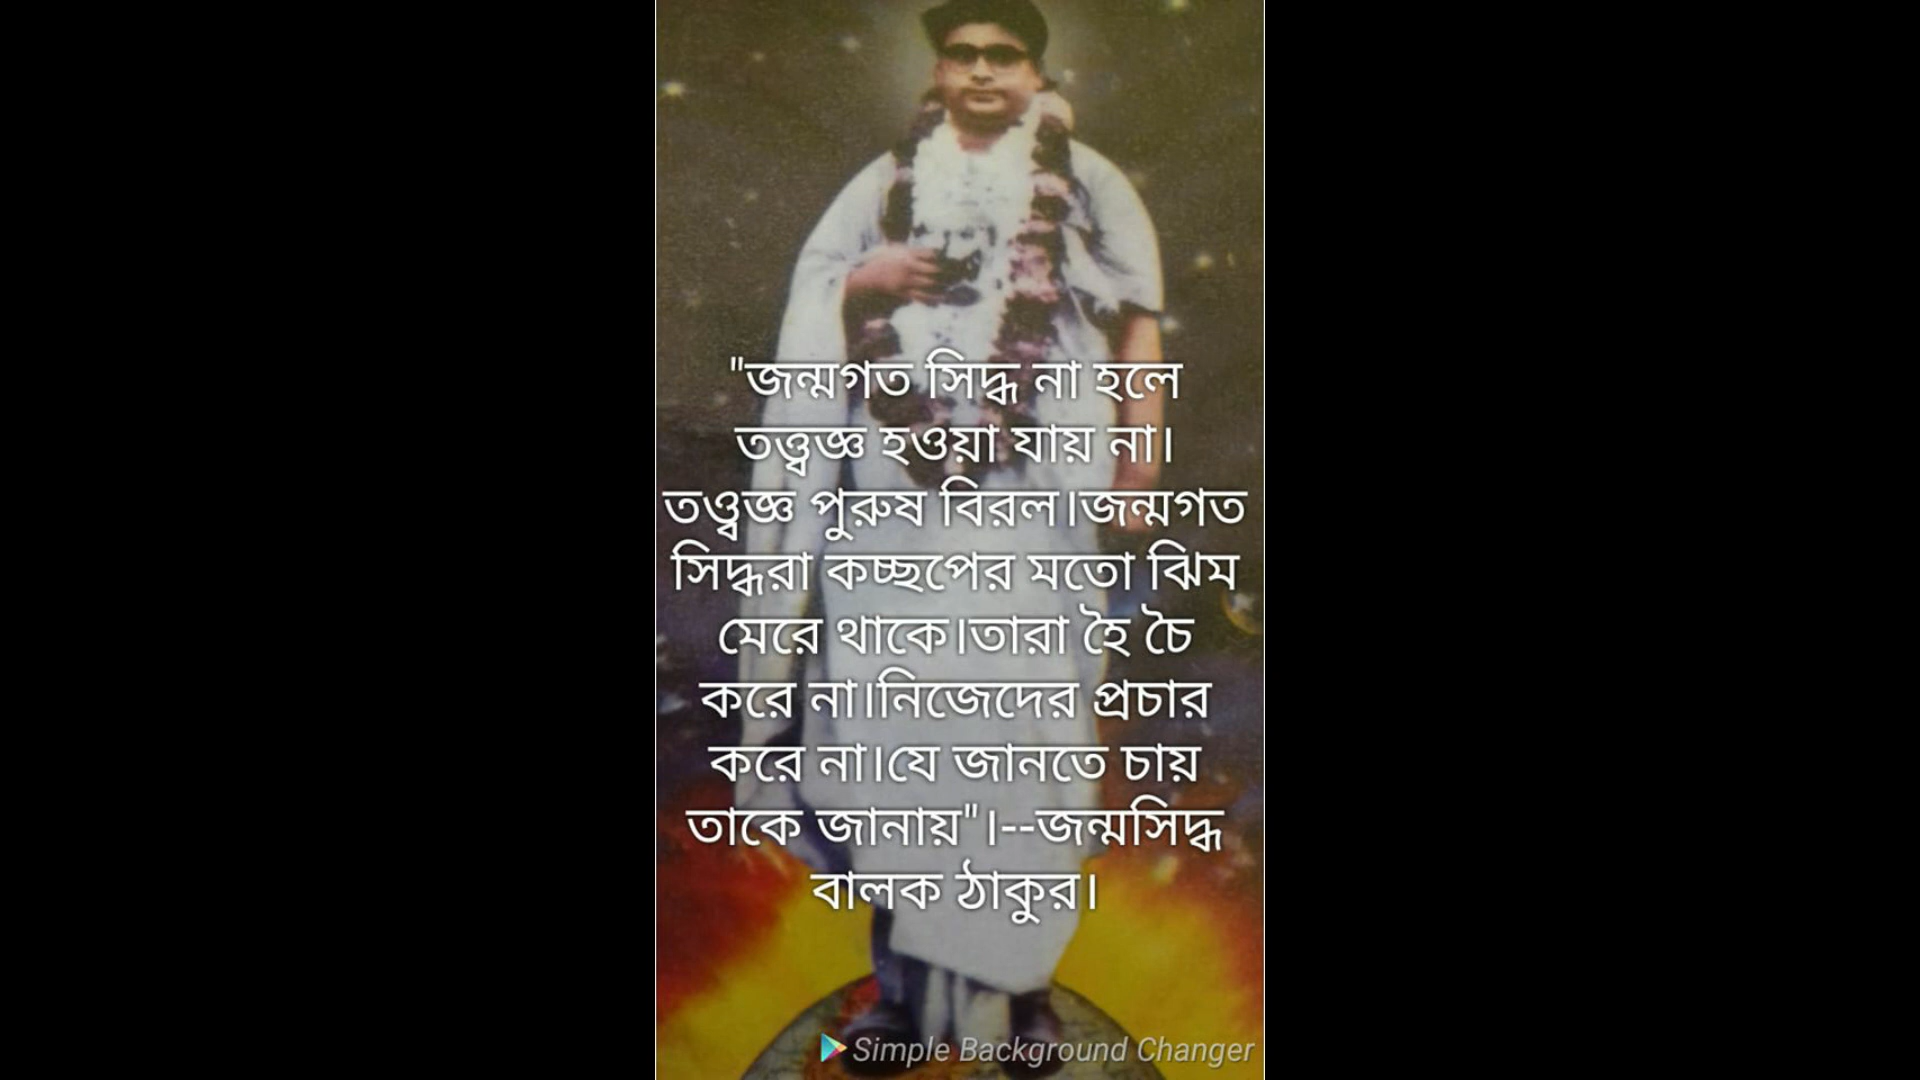 "জন্মগত সিদ্ধ না হলে
তত্ত্বজ্ঞ হওয়া যায় না।
তও্বজ্ঞ পুরুষ বিরল।জন্মগত
সিদ্ধরা কচ্ছপের মতো ঝিম
মেরে থাকে।তারা হৈ চৈ
করে না।নিজেদের প্রচার
করে না।যে জানতে চায়
তাকে জানায়"।--জন্মসিদ্ধ
বালক ঠাকুর।
Simple Background Changer